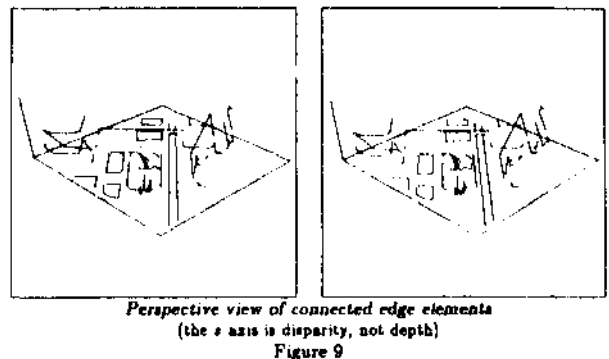 Perspective view of connected edge elements
(the z axis is disparity, not depth)
Figure 9